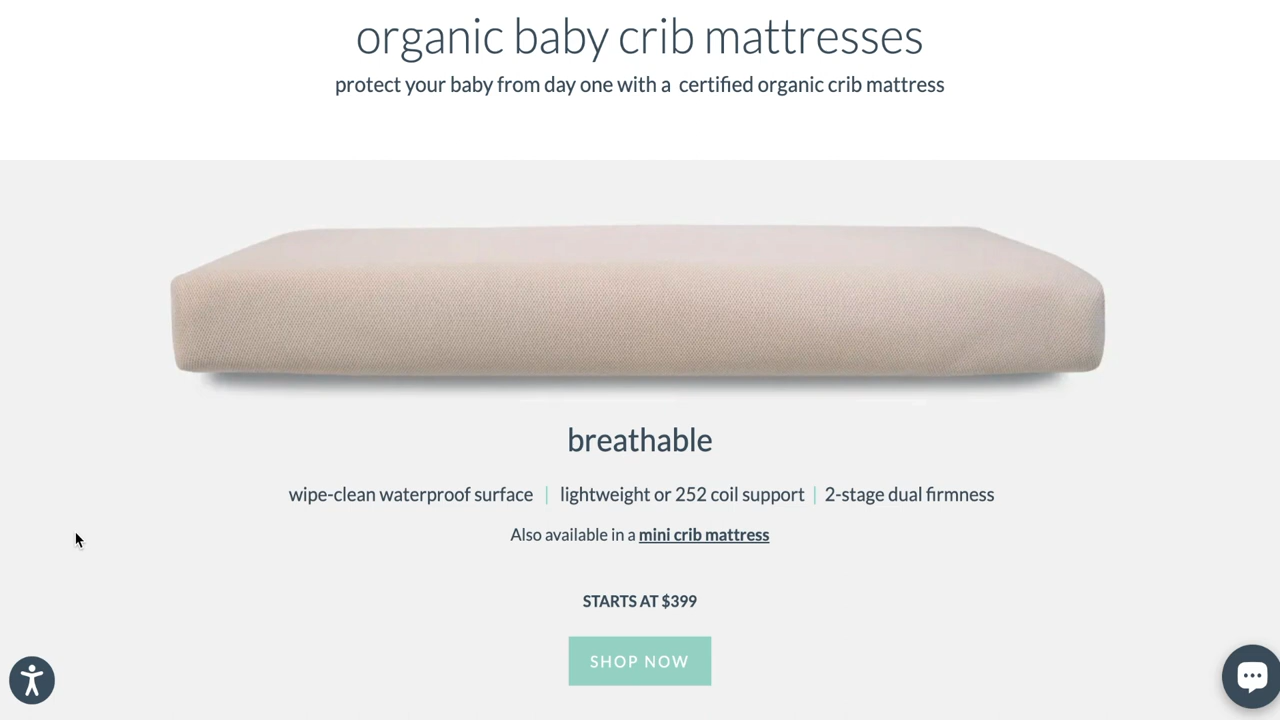 organic baby crib mattresses
protect your baby from day one with a certified organic crib mattress
breathable
wipe-clean waterproof surface | lightweight or 252 coil support | 2-stage dual firmness
Also available in a mini crib mattress
STARTS AT $399
SHOP NOW